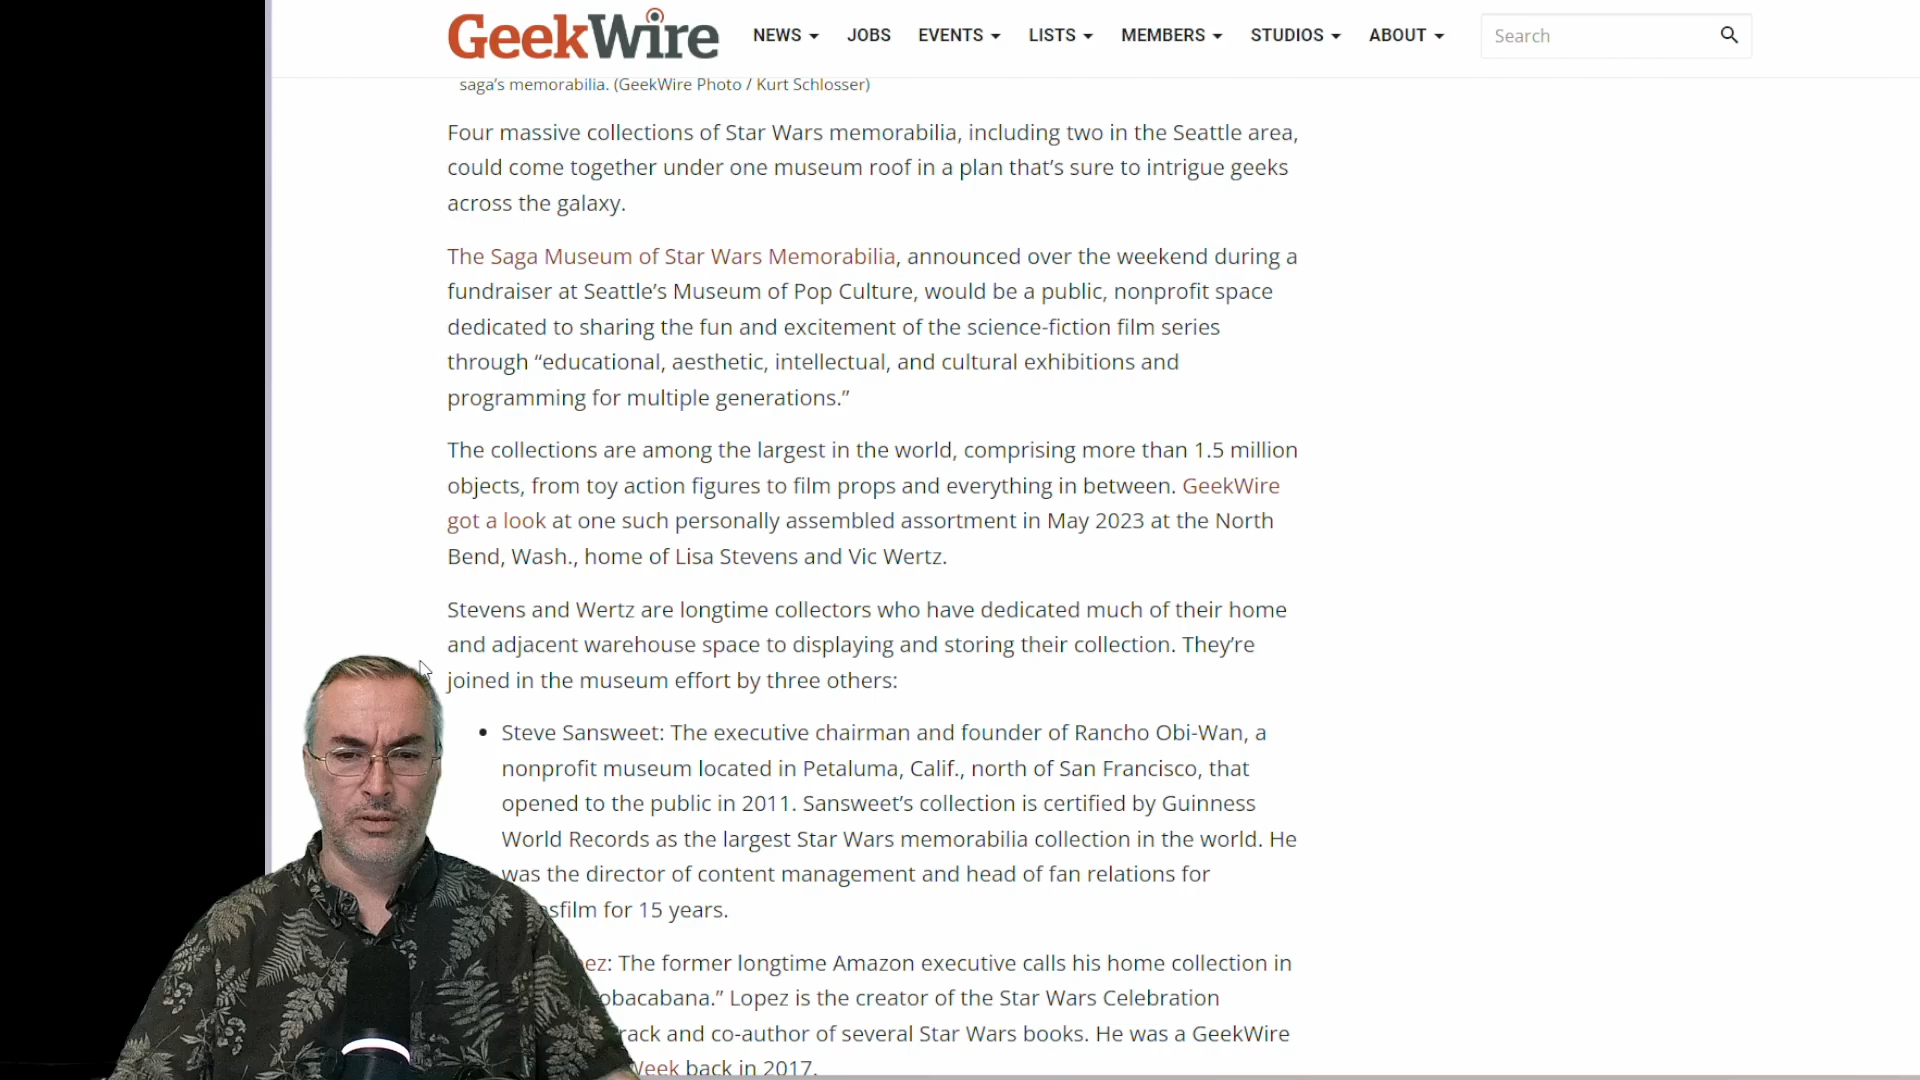 GeekWire NEWS JOBS EVENTS LISTS MEMBERS STUDIOS ABOUT Search
saga's memorabilia. (GeekWire Photo / Kurt Schlosser)
Four massive collections of Star Wars memorabilia, including two in the Seattle area,
could come together under one museum roof in a plan that's sure to intrigue geeks
across the galaxy.
The Saga Museum of Star Wars Memorabilia, announced over the weekend during a
fundraiser at Seattle's Museum of Pop Culture, would be a public, nonprofit space
dedicated to sharing the fun and excitement of the science-fiction film series
through “educational, aesthetic, intellectual, and cultural exhibitions and
programming for multiple generations.”
The collections are among the largest in the world, comprising more than 1.5 million
objects, from toy action figures to film props and everything in between. GeekWire
got a look at one such personally assembled assortment in May 2023 at the North
Bend, Wash., home of Lisa Stevens and Vic Wertz.
Stevens and Wertz are longtime collectors who have dedicated much of their home
and adjacent warehouse space to displaying and storing their collection. They're
joined in the museum effort by three others:
• Steve Sansweet: The executive chairman and founder of Rancho Obi-Wan, a
nonprofit museum located in Petaluma, Calif., north of San Francisco, that
opened to the public in 2011. Sansweet's collection is certified by Guinness
World Records as the largest Star Wars memorabilia collection in the world. He
was the director of content management and head of fan relations for
sfilm for 15 years.
ez: The former longtime Amazon executive calls his home collection in
obacabana.” Lopez is the creator of the Star Wars Celebration
rack and co-author of several Star Wars books. He was a GeekWire
Week back in 2017.